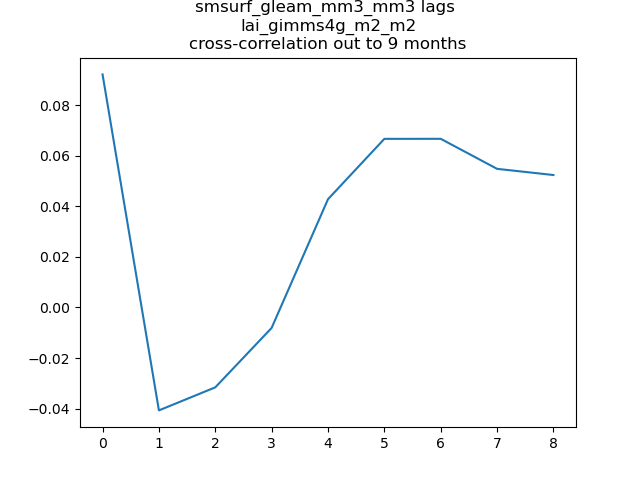 smsurf_gleam_mm3_mm3 lags
lai_gimms4g_m2_m2
cross-correlation out to 9 months
0.08
0.06
0.04
0.02
0.00
−0.02
−0.04
0 1 2 3 4 5 6 7 8